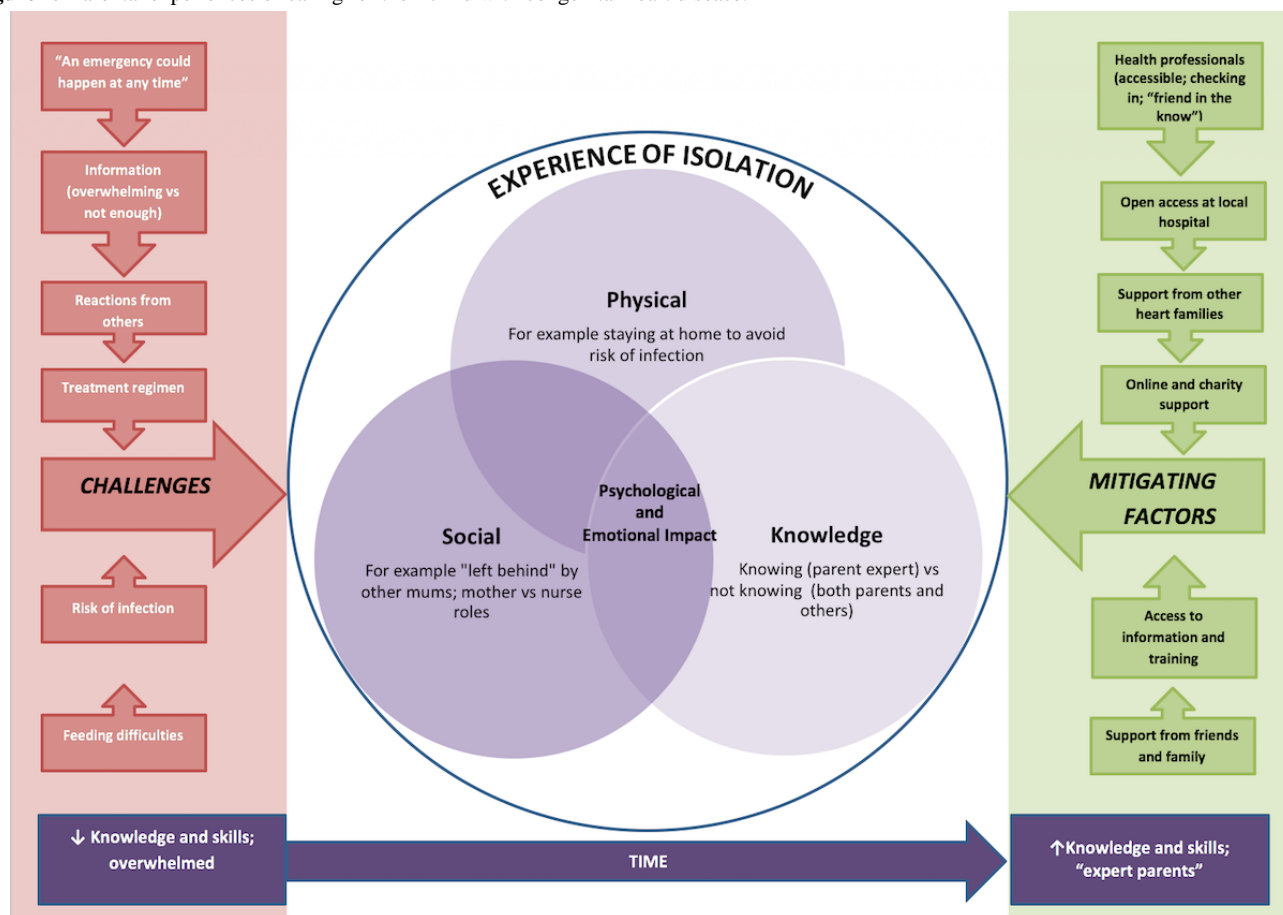 "An emergency could
happen at any time"
Information
(overwhelming vs
not enough)
Reactions from
others
Treatment regimen
CHALLENGES
Risk of infection
Feeding difficulties
↓ Knowledge and skills;
overwhelmed
EXPERIENCE OF ISOLATION
Physical
For example staying at home to avoid
risk of infection
Psychological
and
Emotional Impact
Social
For example "left behind" by
other mums; mother vs nurse
roles
Knowledge
Knowing (parent expert) vs
not knowing (both parents and
others)
TIME
Health professionals
(accessible; checking
in; "friend in the
know")
Open access at local
hospital
Support from other
heart families
Online and charity
support
MITIGATING
FACTORS
Access to
information and
training
Support from friends
and family
↑Knowledge and skills;
"expert parents"